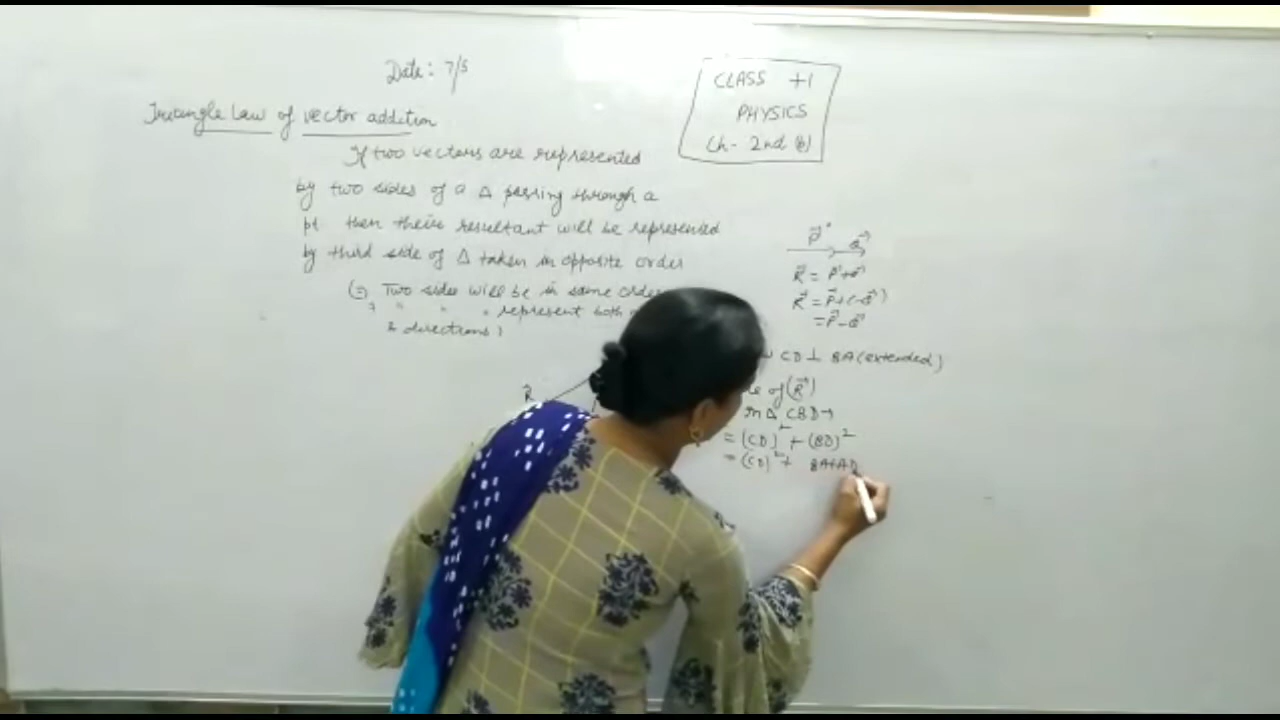 Date: 7/5
CLASS +1
PHYSICS
Ch- 2nd (B)
Triangle Law of vector addition
If two vectors are represented
by two sides of a Δ passing through a
pt then their resultant will be represented
by third side of Δ taken in opposite order
Two sides will be in same order
" " " represent both
& directions)
P⃗ Q⃗
R⃗ = P⃗+Q⃗
R⃗ = P⃗+(-Q⃗)
= P⃗-Q⃗
CD ⊥ BA (extended)
of (R⃗)
In Δ CBD→
= (CD)² + (BD)²
= (CD)² + BA+AD
R⃗